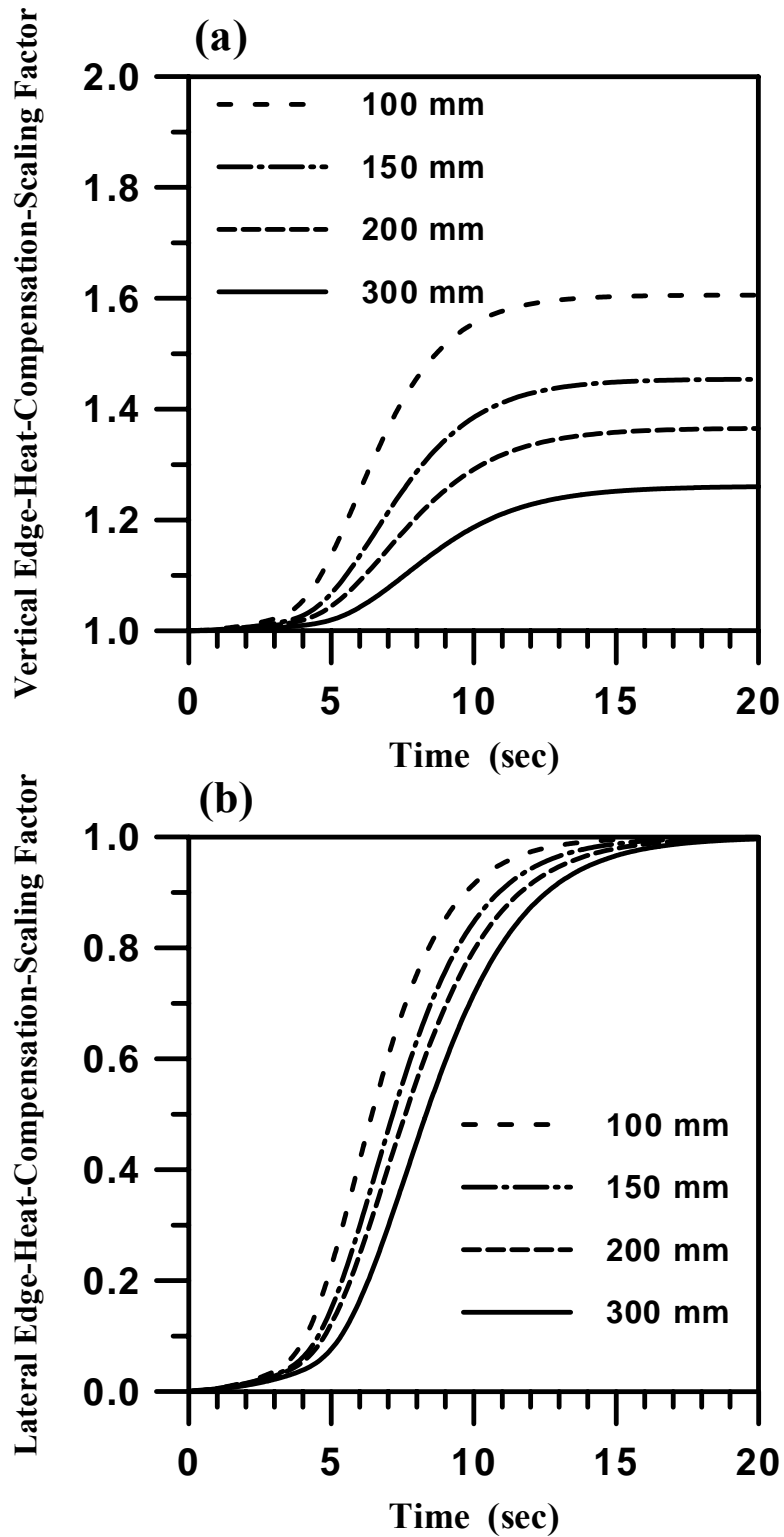 (a)
Vertical Edge-Heat-Compensation-Scaling Factor
2.0
1.8
1.6
1.4
1.2
1.0
100 mm
150 mm
200 mm
300 mm
0 5 10 15 20
Time (sec)
(b)
Lateral Edge-Heat-Compensation-Scaling Factor
1.0
0.8
0.6
0.4
0.2
0.0
100 mm
150 mm
200 mm
300 mm
0 5 10 15 20
Time (sec)